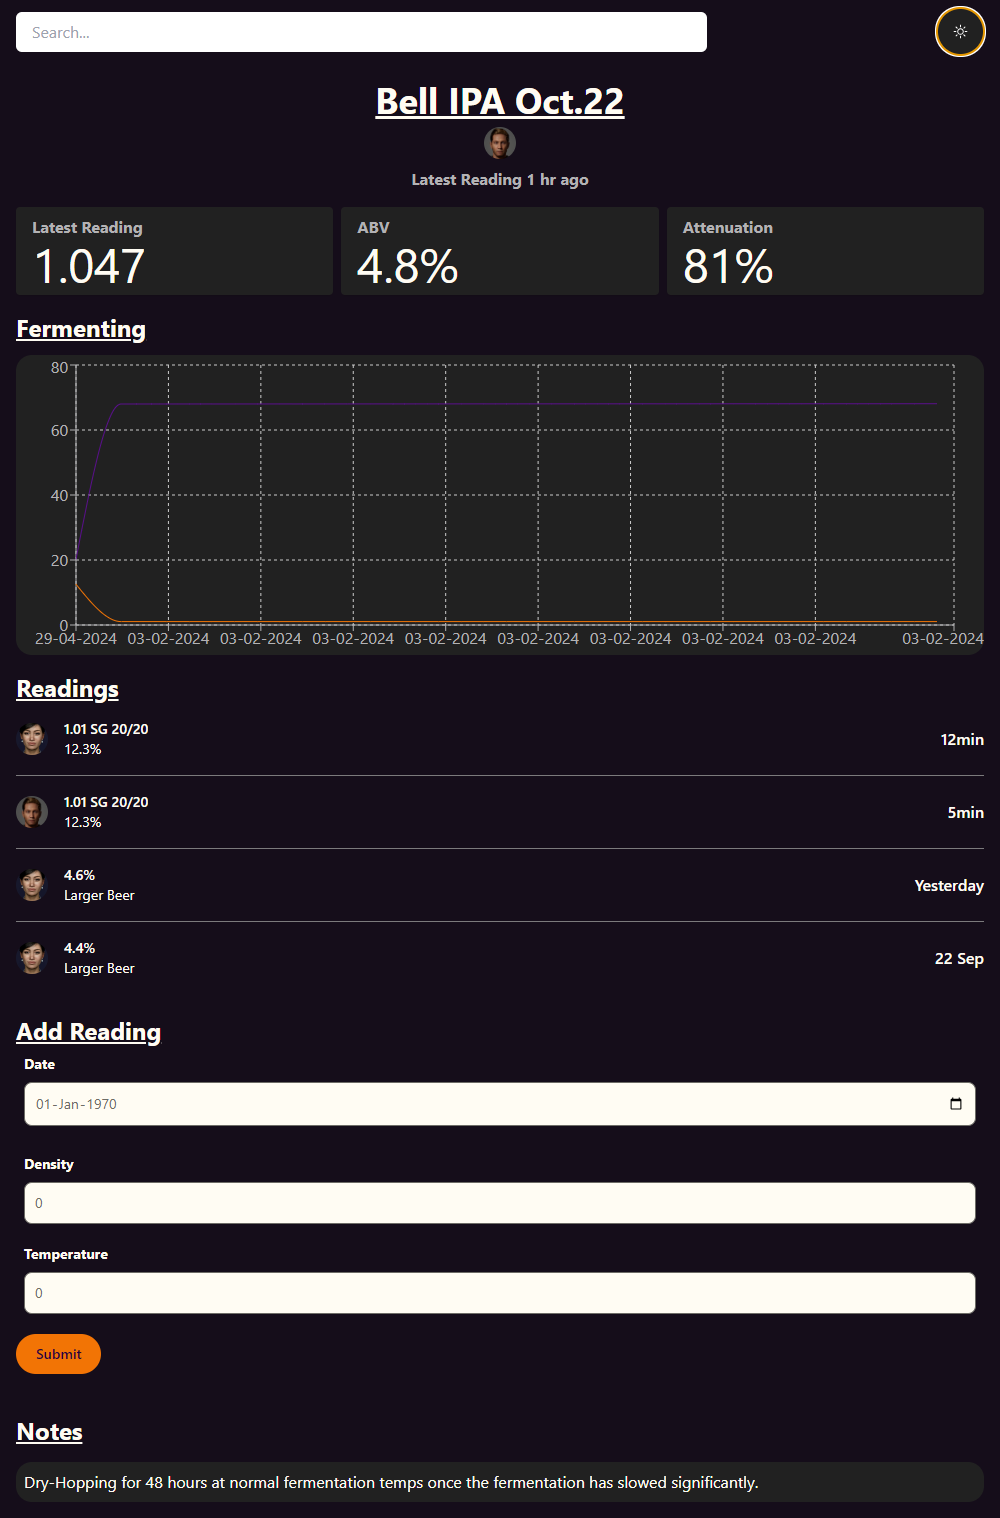 Search...
Bell IPA Oct.22
Latest Reading 1 hr ago
Latest Reading ABV Attenuation
1.047 4.8% 81%
Fermenting
80
60
40
20
0
29-04-2024 03-02-2024 03-02-2024 03-02-2024 03-02-2024 03-02-2024 03-02-2024 03-02-2024 03-02-2024 03-02-2024
Readings
1.01 SG 20/20
12.3%
12min
1.01 SG 20/20
12.3%
5min
4.6%
Larger Beer
Yesterday
4.4%
Larger Beer
22 Sep
Add Reading
Date
01-Jan-1970
Density
0
Temperature
0
Submit
Notes
Dry-Hopping for 48 hours at normal fermentation temps once the fermentation has slowed significantly.